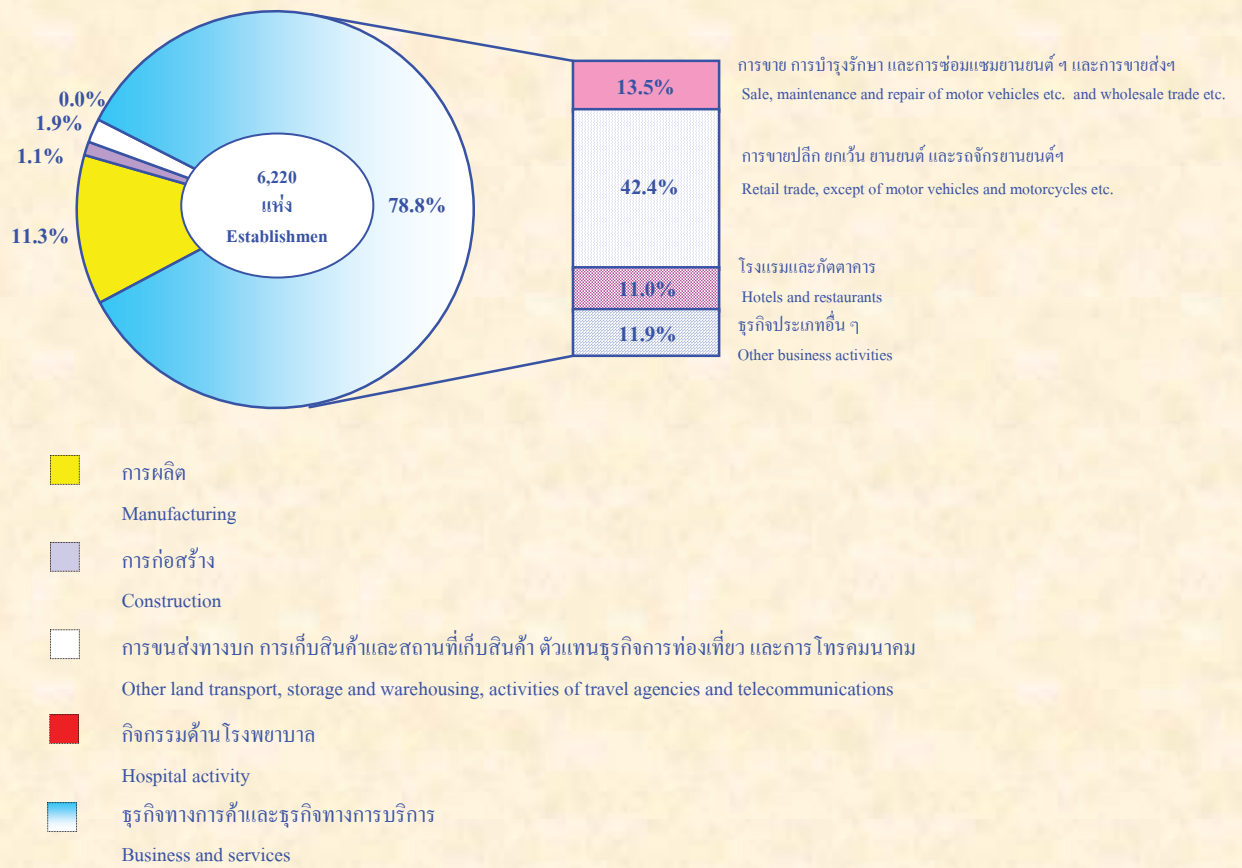 0.0%
1.9%
1.1%
11.3%
6,220
แห่ง
Establishmen
78.8%
13.5%
42.4%
11.0%
11.9%
การขาย การบำรุงรักษา และการซ่อมแซมยานยนต์ ฯ และการขายส่งฯ
Sale, maintenance and repair of motor vehicles etc. and wholesale trade etc.
การขายปลีก ยกเว้น ยานยนต์ และรถจักรยานยนต์ฯ
Retail trade, except of motor vehicles and motorcycles etc.
โรงแรมและภัตตาคาร
Hotels and restaurants
ธุรกิจประเภทอื่น ๆ
Other business activities
การผลิต
Manufacturing
การก่อสร้าง
Construction
การขนส่งทางบก การเก็บสินค้าและสถานที่เก็บสินค้า ตัวแทนธุรกิจการท่องเที่ยว และการโทรคมนาคม
Other land transport, storage and warehousing, activities of travel agencies and telecommunications
กิจกรรมด้านโรงพยาบาล
Hospital activity
ธุรกิจทางการค้าและธุรกิจทางการบริการ
Business and services